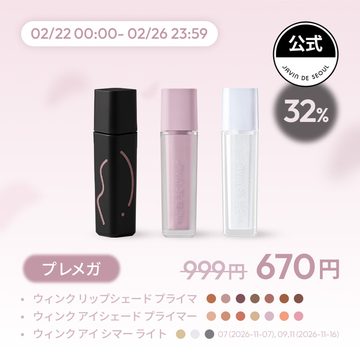 02/22 00:00- 02/26 23:59
公式
JAVIN DE SEOUL
32%
プレメガ
999円 670円
• ウィンク リップシェード プライマ
• ウィンク アイシェード プライマー
• ウィンク アイ シマー ライト 07 (2026-11-07), 09,11 (2026-11-16)